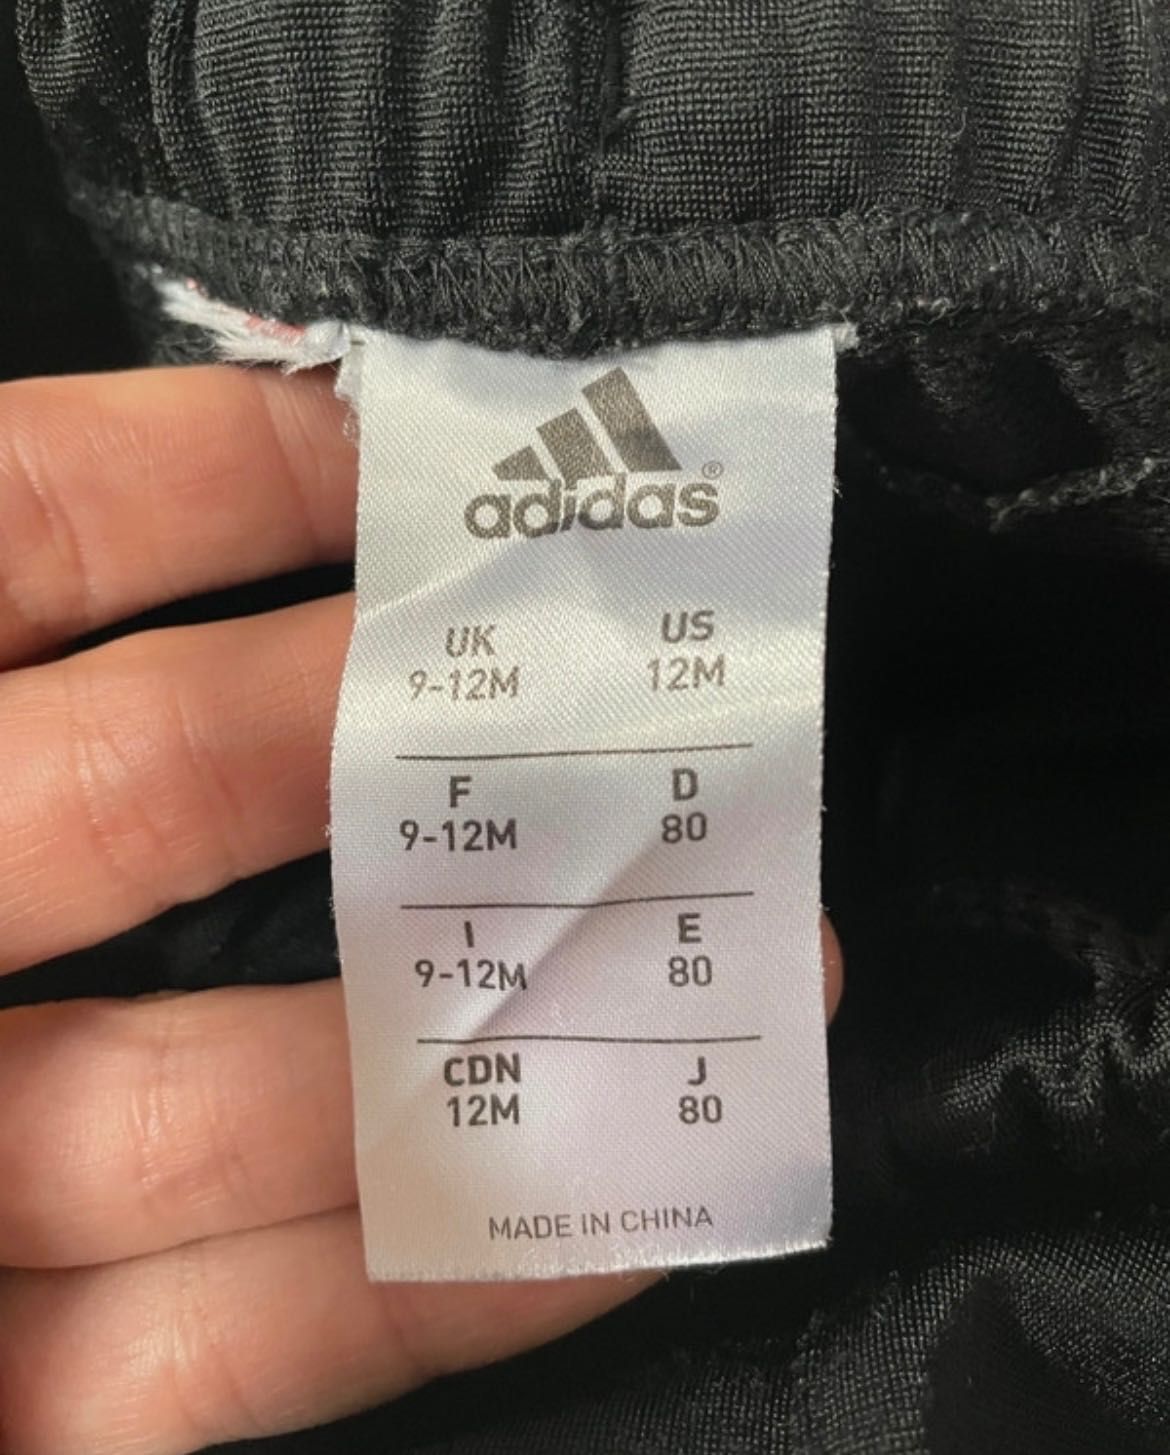 adidas®
UK US
9-12M 12M
F D
9-12M 80
I E
9-12M 80
CDN J
12M 80
MADE IN CHINA